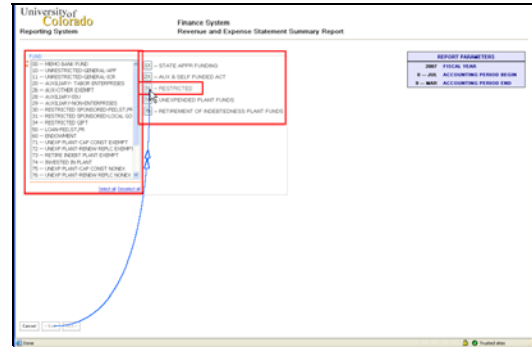 University of
Colorado
Reporting System
Finance System
Revenue and Expense Statement Summary Report
REPORT PARAMETERS
2007 FISCAL YEAR
0 -- JUL ACCOUNTING PERIOD BEGIN
9 -- MAR ACCOUNTING PERIOD END
FUND
00 -- MEMO BANK FUND
10 -- UNRESTRICTED-GENERAL-APP
11 -- UNRESTRICTED-GENERAL-ICR
20 -- AUXILIARY- TABOR ENTERPRISES
26 -- AUX-OTHER EXEMPT
28 -- AUXILIARY-EDU
29 -- AUXILIARY-NON-ENTERPRISES
30 -- RESTRICTED SPONSORED-FED,ST,PR
31 -- RESTRICTED SPONSORED-LOCAL GO
34 -- RESTRICTED GIFT
50 -- LOAN-FED,ST,PR
60 -- ENDOWMENT
71 -- UNEXP PLANT-CAP CONST EXEMPT
72 -- UNEXP PLANT-RENEW REPLC EXEMPT
73 -- RETIRE INDEBT PLANT-EXEMPT
74 -- INVESTED IN PLANT
75 -- UNEXP PLANT-CAP CONST NONEX
76 -- UNEXP PLANT-RENEW REPLC NONEX
Select all Deselect all
1X -- STATE APPR FUNDING
2X -- AUX & SELF FUNDED ACT
-- RESTRICTED
-- UNEXPENDED PLANT FUNDS
-- RETIREMENT OF INDEBTEDNESS PLANT FUNDS
Cancel
Done
Trusted sites